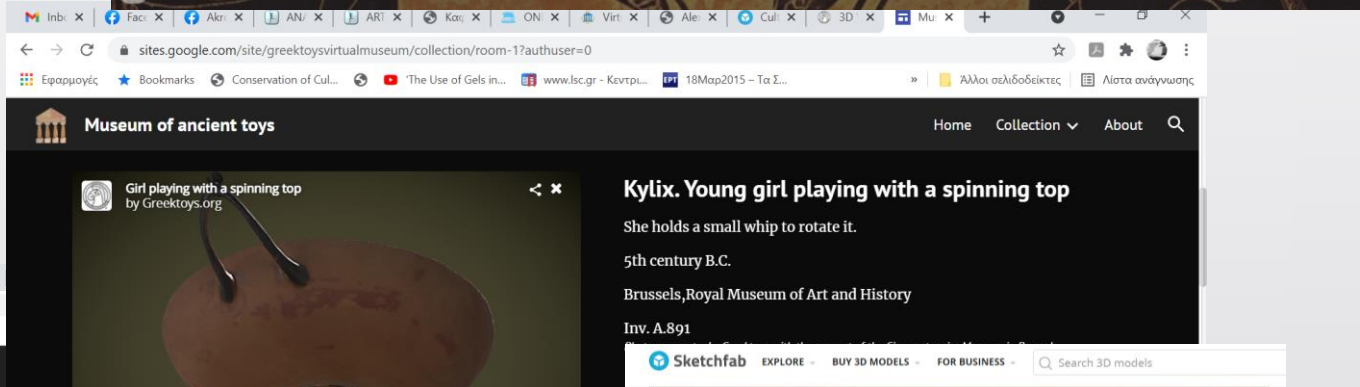 Inb
Face
Akro
AN/
ART
ON
Virt
Ale
Cult
3D
Mu
sites.google.com/site/greektoysvirtualmuseum/collection/room-1?authuser=0
Εφαρμογές
Bookmarks
Conservation of Cul...
'The Use of Gels in...
www.lsc.gr - Κεντρι...
18Μαρ2015 – Τα Σ...
»
Άλλοι σελιδοδείκτες
Λίστα ανάγνωσης
Museum of ancient toys
Home
Collection
About
Girl playing with a spinning top
by Greektoys.org
Kylix. Young girl playing with a spinning top
She holds a small whip to rotate it.
5th century B.C.
Brussels,Royal Museum of Art and History
Inv. A.891
Sketchfab
EXPLORE
BUY 3D MODELS
FOR BUSINESS
Search 3D models